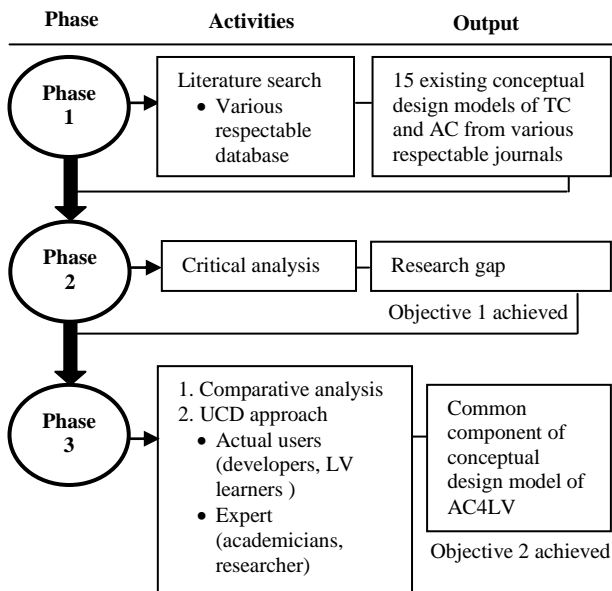 Phase Activities Output
Phase
1
Literature search
• Various
respectable
database
15 existing conceptual
design models of TC
and AC from various
respectable journals
Phase
2
Critical analysis
Research gap
Objective 1 achieved
Phase
3
1. Comparative analysis
2. UCD approach
• Actual users
(developers, LV
learners )
• Expert
(academicians,
researcher)
Common
component of
conceptual
design model of
AC4LV
Objective 2 achieved